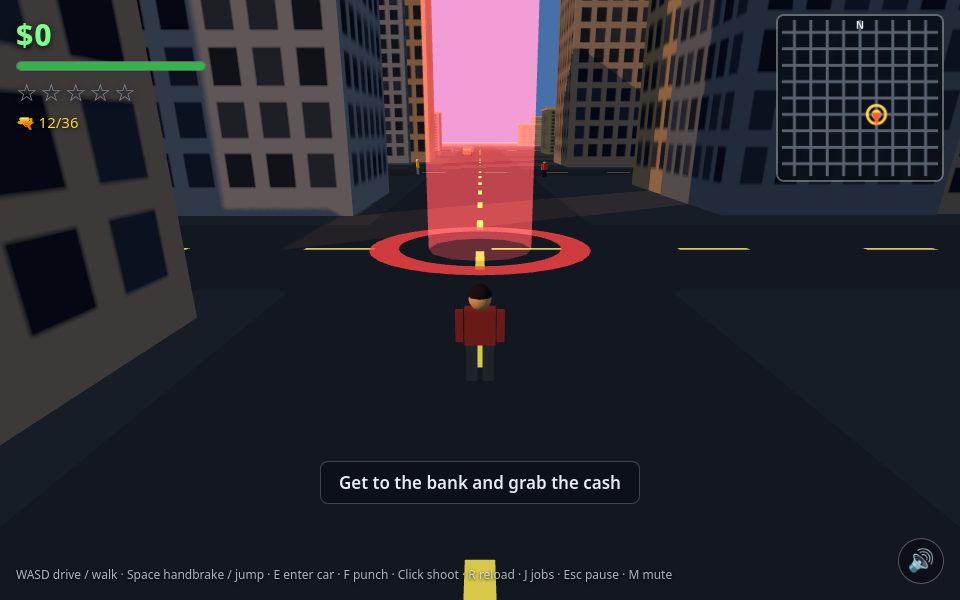 $0
N
☆☆☆☆☆
12/36
Get to the bank and grab the cash
WASD drive / walk · Space handbrake / jump · E enter car · F punch · Click shoot · R reload · J jobs · Esc pause · M mute